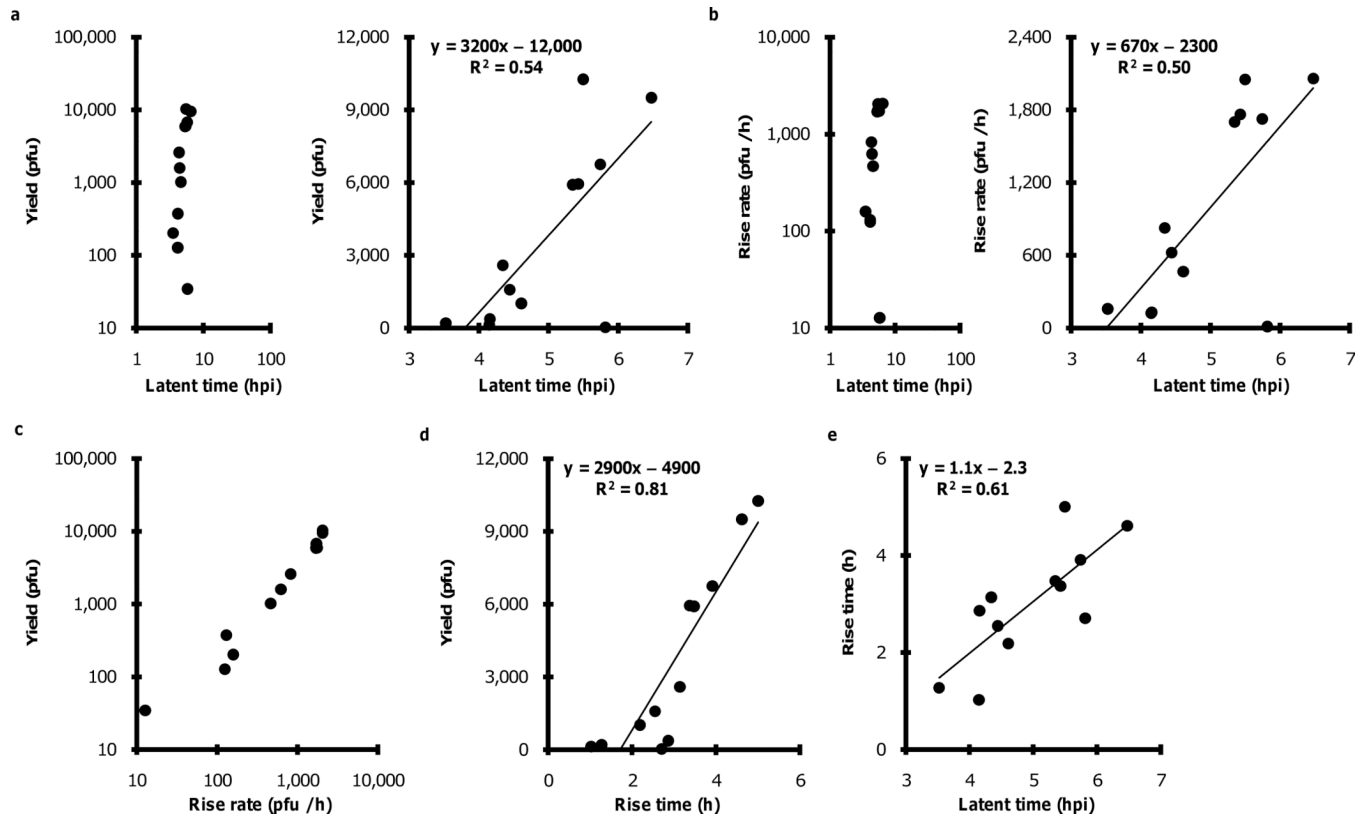 a
100,000
10,000
1,000
100
10
1 10 100
Yield (pfu)
Latent time (hpi)
12,000
9,000
6,000
3,000
0
3 4 5 6 7
Yield (pfu)
Latent time (hpi)
y = 3200x – 12,000
R² = 0.54
b
10,000
1,000
100
10
1 10 100
Rise rate (pfu /h)
Latent time (hpi)
2,400
1,800
1,200
600
0
3 4 5 6 7
Rise rate (pfu /h)
Latent time (hpi)
y = 670x – 2300
R² = 0.50
c
100,000
10,000
1,000
100
10
10 100 1,000 10,000
Yield (pfu)
Rise rate (pfu /h)
d
12,000
9,000
6,000
3,000
0
0 2 4 6
Yield (pfu)
Rise time (h)
y = 2900x – 4900
R² = 0.81
e
6
4
2
0
3 4 5 6 7
Rise time (h)
Latent time (hpi)
y = 1.1x – 2.3
R² = 0.61